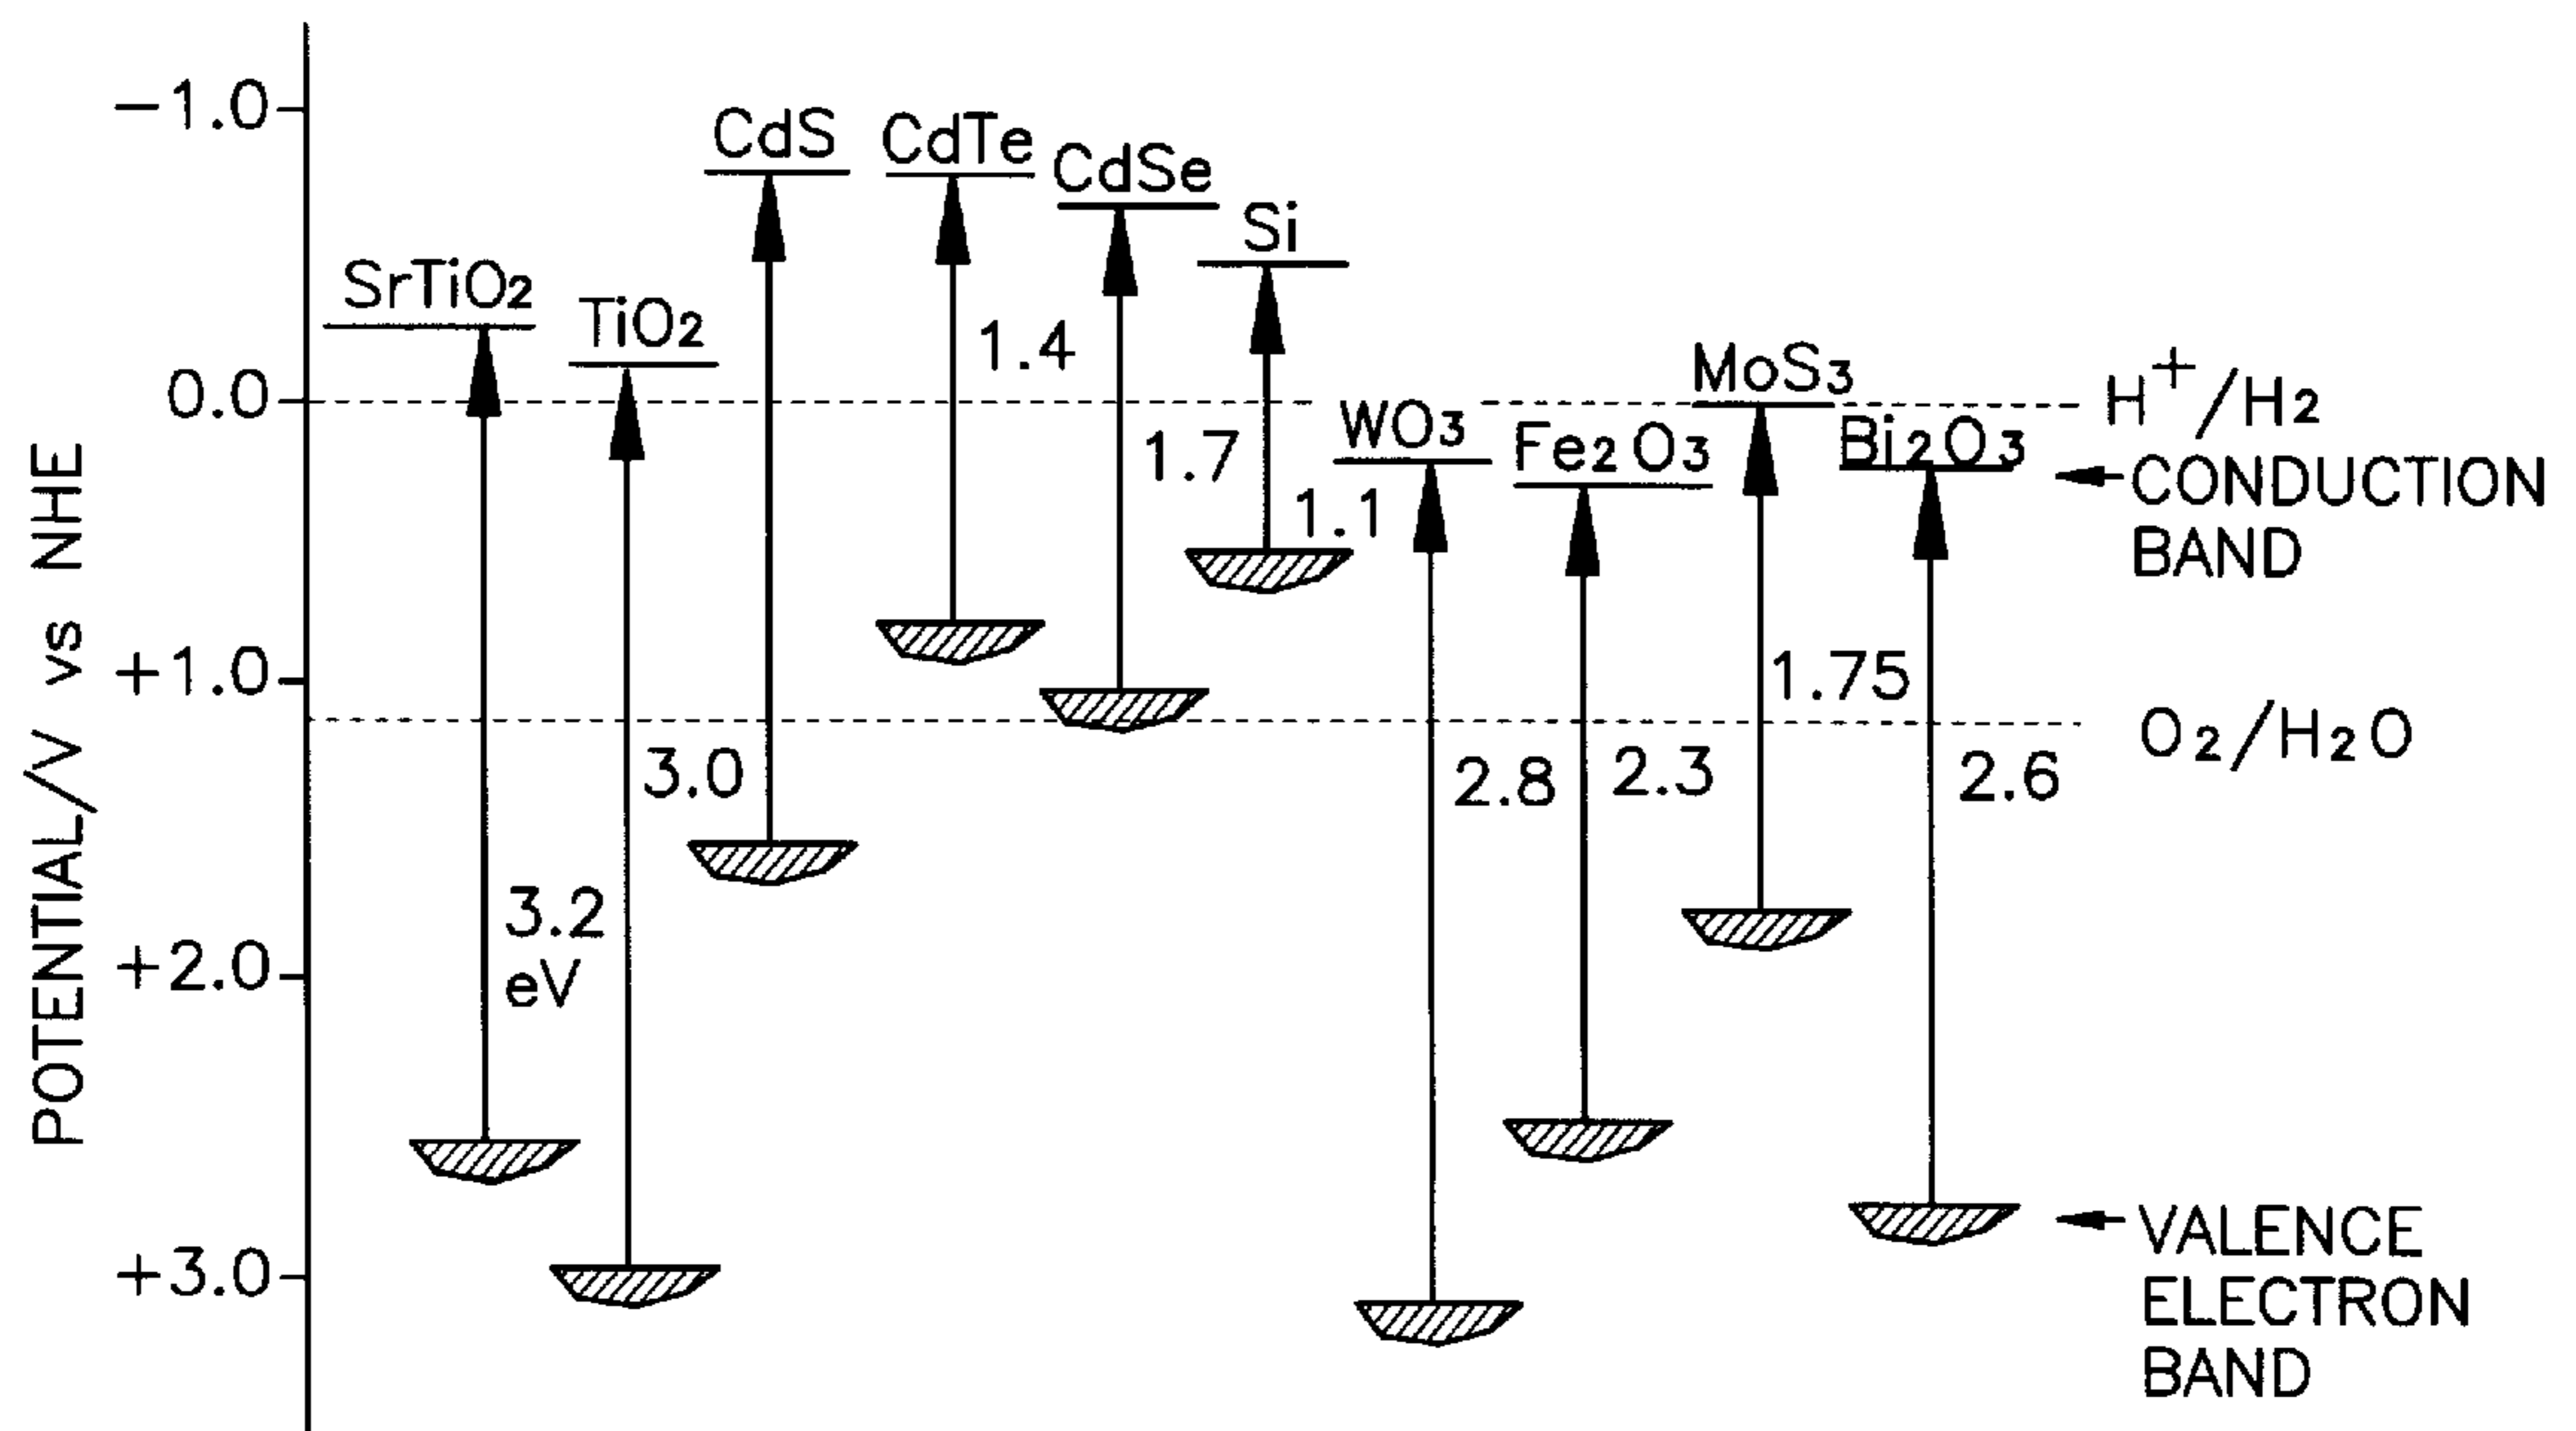 POTENTIAL/V vs NHE
-1.0
0.0
+1.0
+2.0
+3.0
SrTiO2
TiO2
CdS
CdTe
CdSe
Si
WO3
Fe2O3
MoS3
Bi2O3
3.2
eV
3.0
1.4
1.7
1.1
2.8
2.3
1.75
2.6
H+/H2
CONDUCTION
BAND
O2/H2O
VALENCE
ELECTRON
BAND